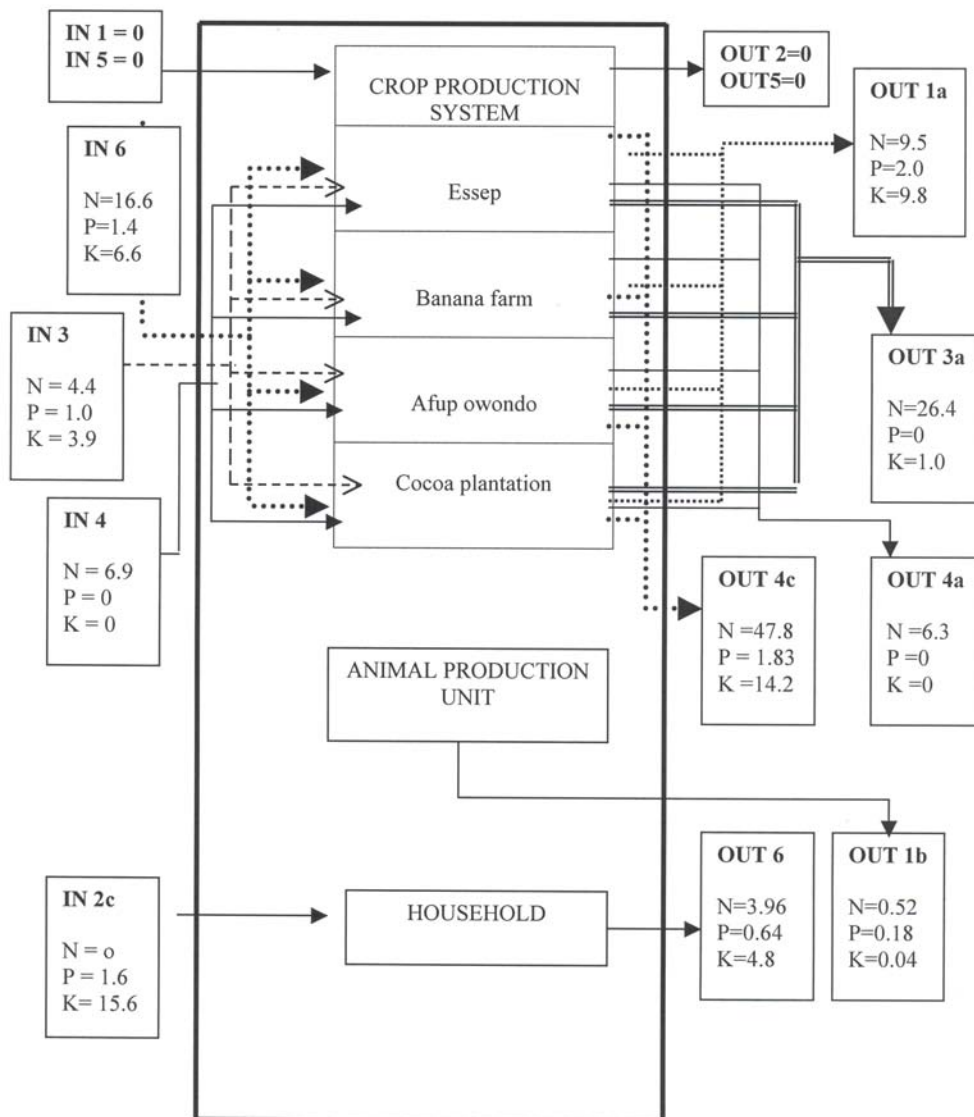 IN 1 = 0
IN 5 = 0
OUT 2=0
OUT5=0
CROP PRODUCTION
SYSTEM
OUT 1a
N=9.5
P=2.0
K=9.8
IN 6
N=16.6
P=1.4
K=6.6
Essep
Banana farm
IN 3
N = 4.4
P = 1.0
K = 3.9
OUT 3a
N=26.4
P=0
K=1.0
Afup owondo
Cocoa plantation
IN 4
N = 6.9
P = 0
K = 0
OUT 4c
N =47.8
P = 1.83
K =14.2
OUT 4a
N =6.3
P =0
K =0
ANIMAL PRODUCTION
UNIT
OUT 6
N=3.96
P=0.64
K=4.8
OUT 1b
N=0.52
P=0.18
K=0.04
IN 2c
N = o
P = 1.6
K= 15.6
HOUSEHOLD